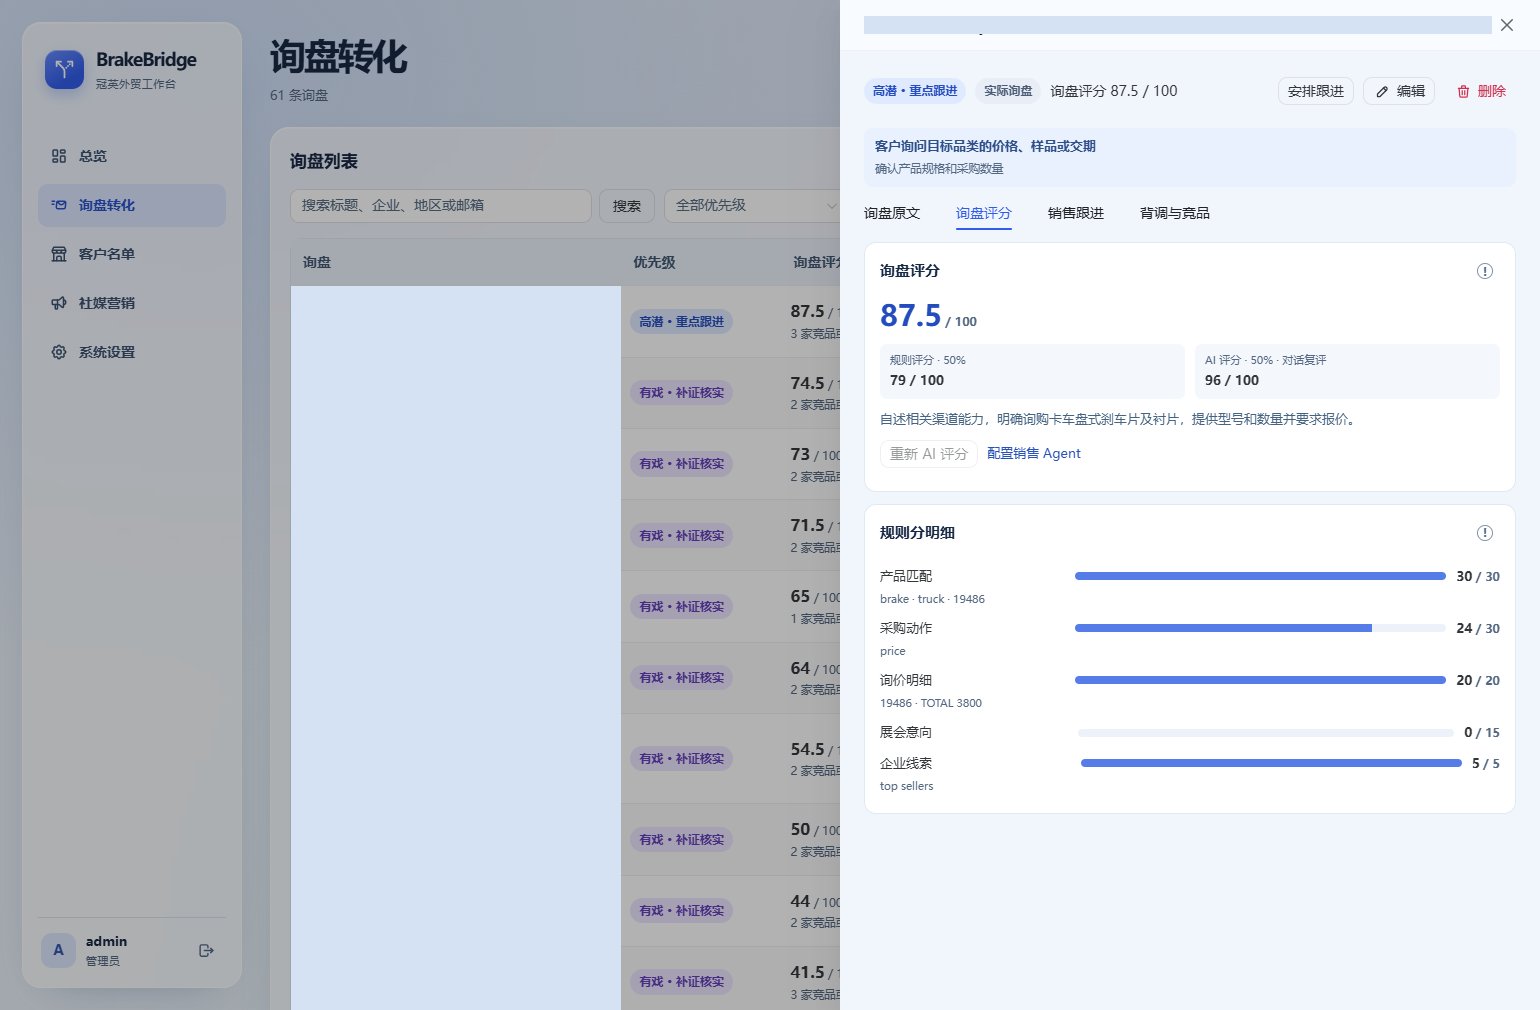 BrakeBridge
冠英外贸工作台
总览
询盘转化
客户名单
社媒营销
系统设置
A
admin
管理员
询盘转化
61 条询盘
询盘列表
搜索标题、企业、地区或邮箱
搜索
全部优先级
询盘
优先级
询盘评分
高潜・重点跟进
87.5 /
3 家竞品
有戏・补证核实
74.5 /
2 家竞品
有戏・补证核实
73 / 100
2 家竞品
有戏・补证核实
71.5 /
2 家竞品
有戏・补证核实
65 / 100
1 家竞品
有戏・补证核实
64 / 100
2 家竞品
有戏・补证核实
54.5 /
2 家竞品
有戏・补证核实
50 / 100
2 家竞品
有戏・补证核实
44 / 100
2 家竞品
有戏・补证核实
41.5 /
3 家竞品
高潜・重点跟进
实际询盘
询盘评分 87.5 / 100
安排跟进
编辑
删除
客户询问目标品类的价格、样品或交期
确认产品规格和采购数量
询盘原文
询盘评分
销售跟进
背调与竞品
询盘评分
87.5 / 100
规则评分 · 50%
79 / 100
AI 评分 · 50% · 对话复评
96 / 100
自述相关渠道能力，明确询购卡车盘式刹车片及衬片，提供型号和数量并要求报价。
重新 AI 评分
配置销售 Agent
规则分明细
产品匹配
30 / 30
brake · truck · 19486
采购动作
24 / 30
price
询价明细
20 / 20
19486 · TOTAL 3800
展会意向
0 / 15
企业线索
5 / 5
top sellers